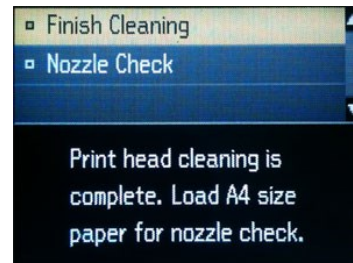 Finish Cleaning
Nozzle Check
Print head cleaning is
complete. Load A4 size
paper for nozzle check.